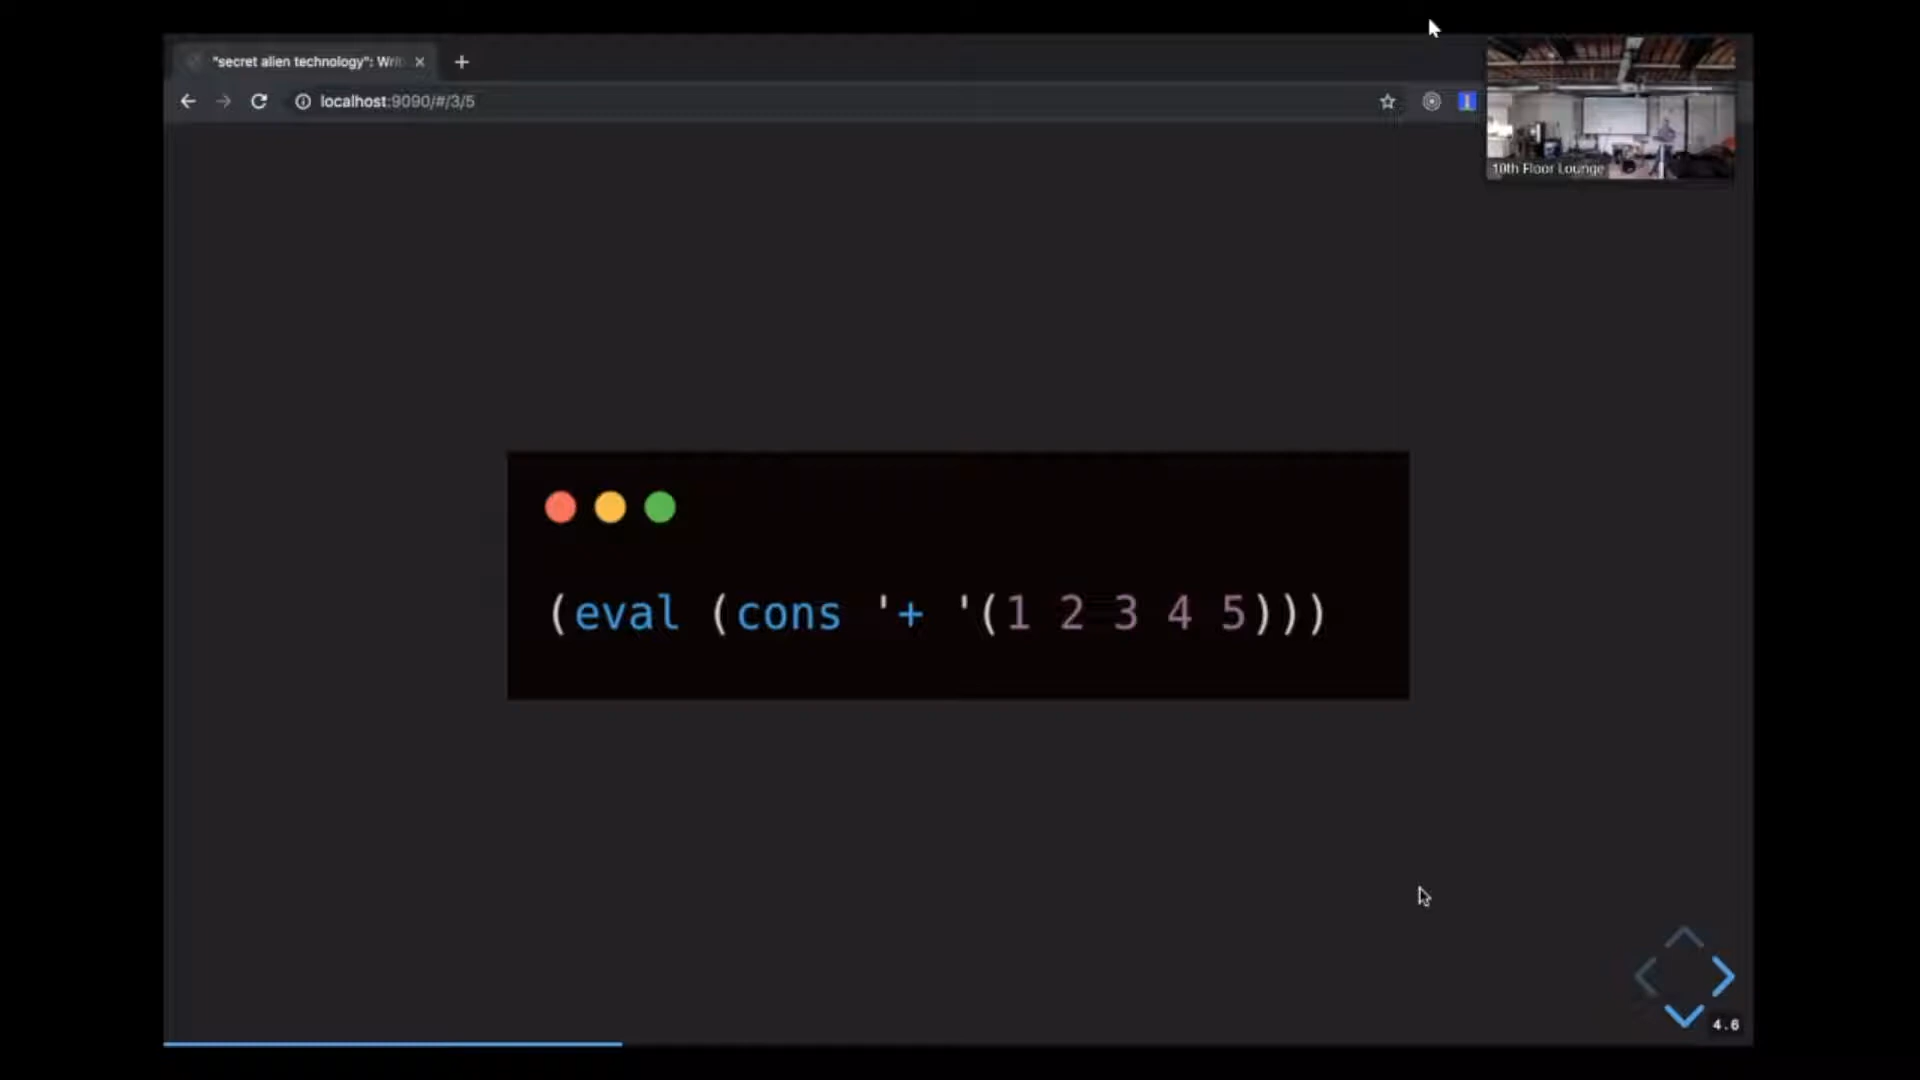 "secret alien technology": Wri
localhost:9090/#/3/5
10th Floor Lounge
(eval (cons '+ '(1 2 3 4 5)))
4.6